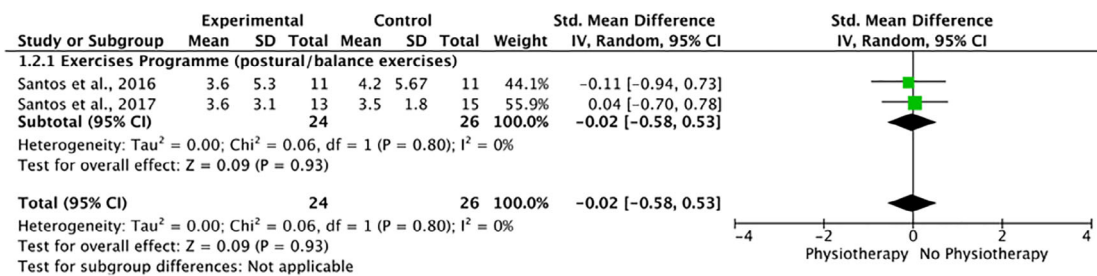 Experimental Control Std. Mean Difference Std. Mean Difference
Study or Subgroup Mean SD Total Mean SD Total Weight IV, Random, 95% CI IV, Random, 95% CI
1.2.1 Exercises Programme (postural/balance exercises)
Santos et al., 2016 3.6 5.3 11 4.2 5.67 11 44.1% -0.11 [-0.94, 0.73]
Santos et al., 2017 3.6 3.1 13 3.5 1.8 15 55.9% 0.04 [-0.70, 0.78]
Subtotal (95% CI) 24 26 100.0% -0.02 [-0.58, 0.53]
Heterogeneity: Tau² = 0.00; Chi² = 0.06, df = 1 (P = 0.80); I² = 0%
Test for overall effect: Z = 0.09 (P = 0.93)
Total (95% CI) 24 26 100.0% -0.02 [-0.58, 0.53]
Heterogeneity: Tau² = 0.00; Chi² = 0.06, df = 1 (P = 0.80); I² = 0%
Test for overall effect: Z = 0.09 (P = 0.93)
Test for subgroup differences: Not applicable
-4 -2 0 2 4
Physiotherapy No Physiotherapy